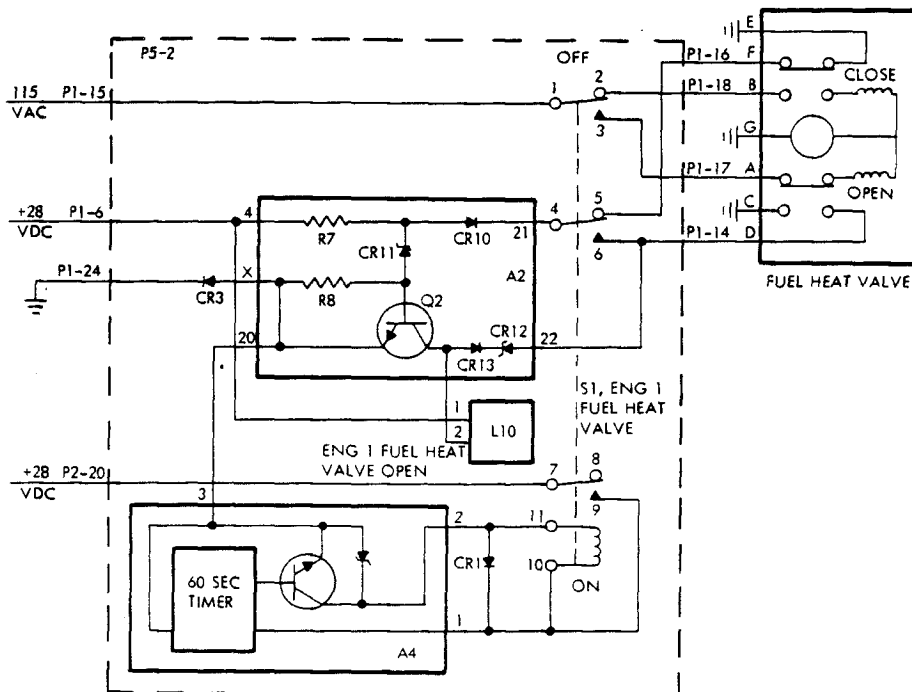 P5-2
OFF
E
P1-16 F
CLOSE
115 P1-15
VAC
1
2
3
P1-18 B
G
P1-17 A
OPEN
C
P1-14 D
FUEL HEAT VALVE
+28 P1-6
VDC
4
R7
CR11
CR10
21
4
5
6
P1-24
CR3
X
R8
A2
Q2
CR12
20
CR13
22
1
2
L10
S1, ENG 1
FUEL HEAT
VALVE
ENG 1 FUEL HEAT
VALVE OPEN
+28 P2-20
VDC
3
7
8
9
2
11
60 SEC
TIMER
CR1
10
ON
1
A4